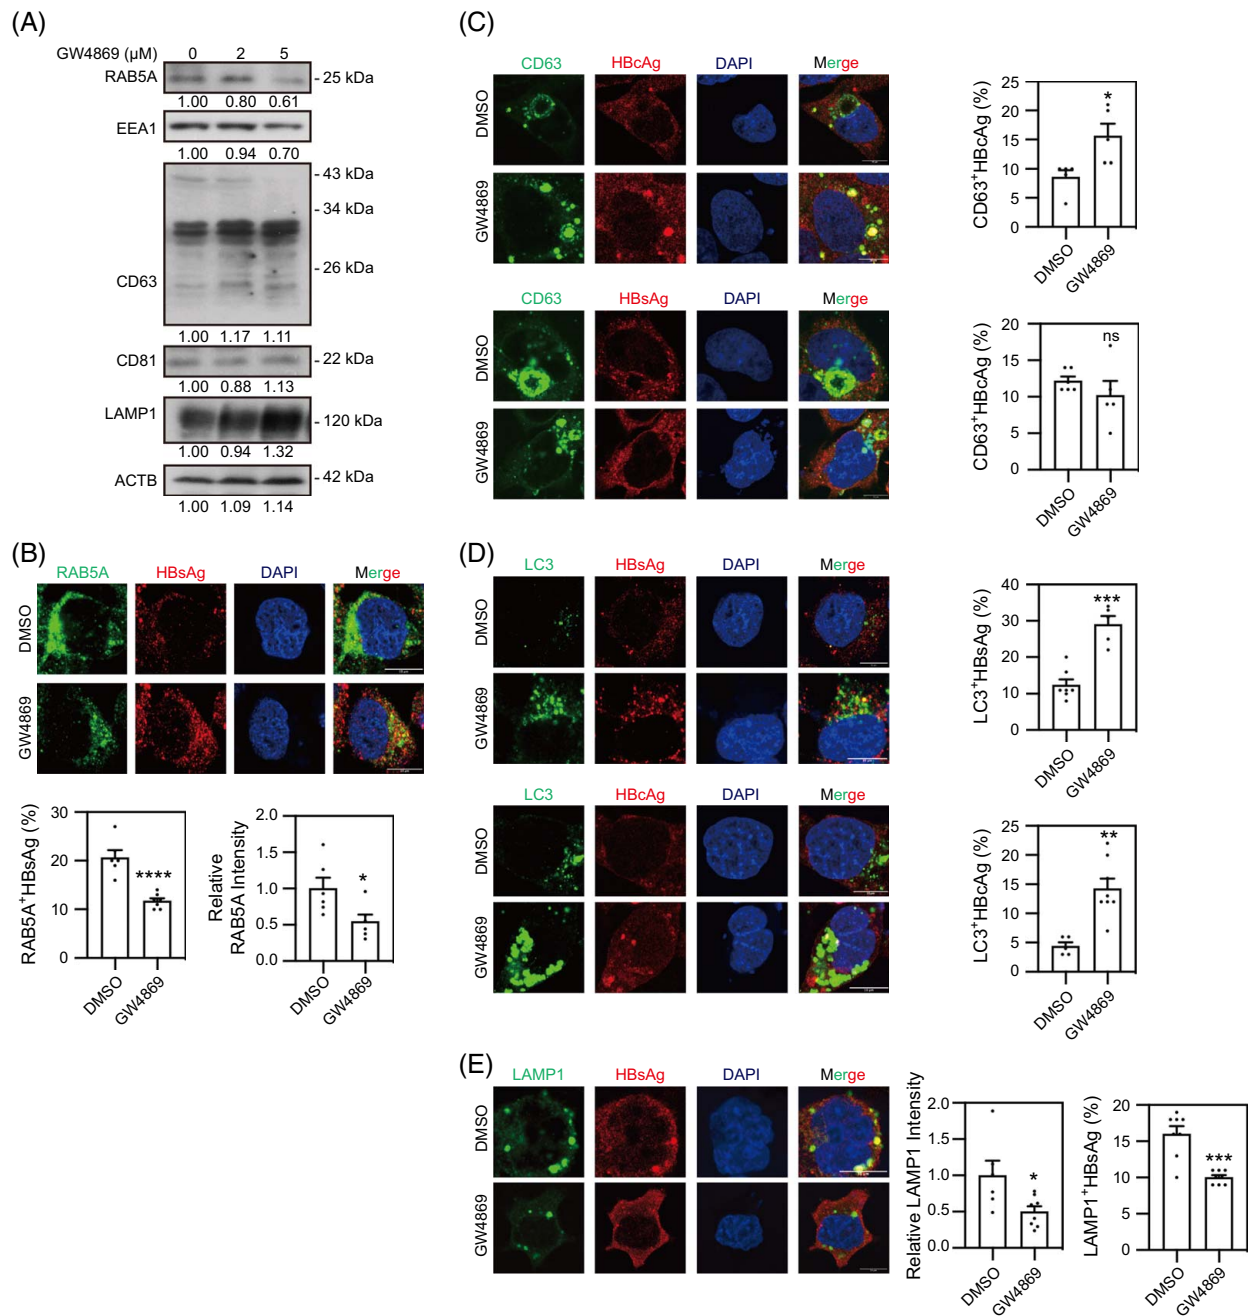 (A)
GW4869 (µM) 0 2 5
RAB5A - 25 kDa
1.00 0.80 0.61
EEA1
1.00 0.94 0.70
- 43 kDa
- 34 kDa
- 26 kDa
CD63
1.00 1.17 1.11
CD81 - 22 kDa
1.00 0.88 1.13
LAMP1 - 120 kDa
1.00 0.94 1.32
ACTB - 42 kDa
1.00 1.09 1.14
(B)
RAB5A HBsAg DAPI Merge
DMSO
GW4869
RAB5A+HBsAg (%)
30
20
10
0
****
DMSO
GW4869
Relative
RAB5A Intensity
2.0
1.5
1.0
0.5
0.0
*
DMSO
GW4869
(C)
CD63 HBcAg DAPI Merge
DMSO
GW4869
CD63+HBcAg (%)
25
20
15
10
5
0
*
DMSO
GW4869
CD63 HBsAg DAPI Merge
DMSO
GW4869
CD63+HBcAg (%)
20
15
10
5
0
ns
DMSO
GW4869
(D)
LC3 HBsAg DAPI Merge
DMSO
GW4869
LC3+HBsAg (%)
40
30
20
10
0
***
DMSO
GW4869
LC3 HBcAg DAPI Merge
DMSO
GW4869
LC3+HBcAg (%)
25
20
15
10
5
0
**
DMSO
GW4869
(E)
LAMP1 HBsAg DAPI Merge
DMSO
GW4869
Relative LAMP1 Intensity
2.0
1.5
1.0
0.5
0.0
*
DMSO
GW4869
LAMP1+HBsAg (%)
20
15
10
5
0
***
DMSO
GW4869